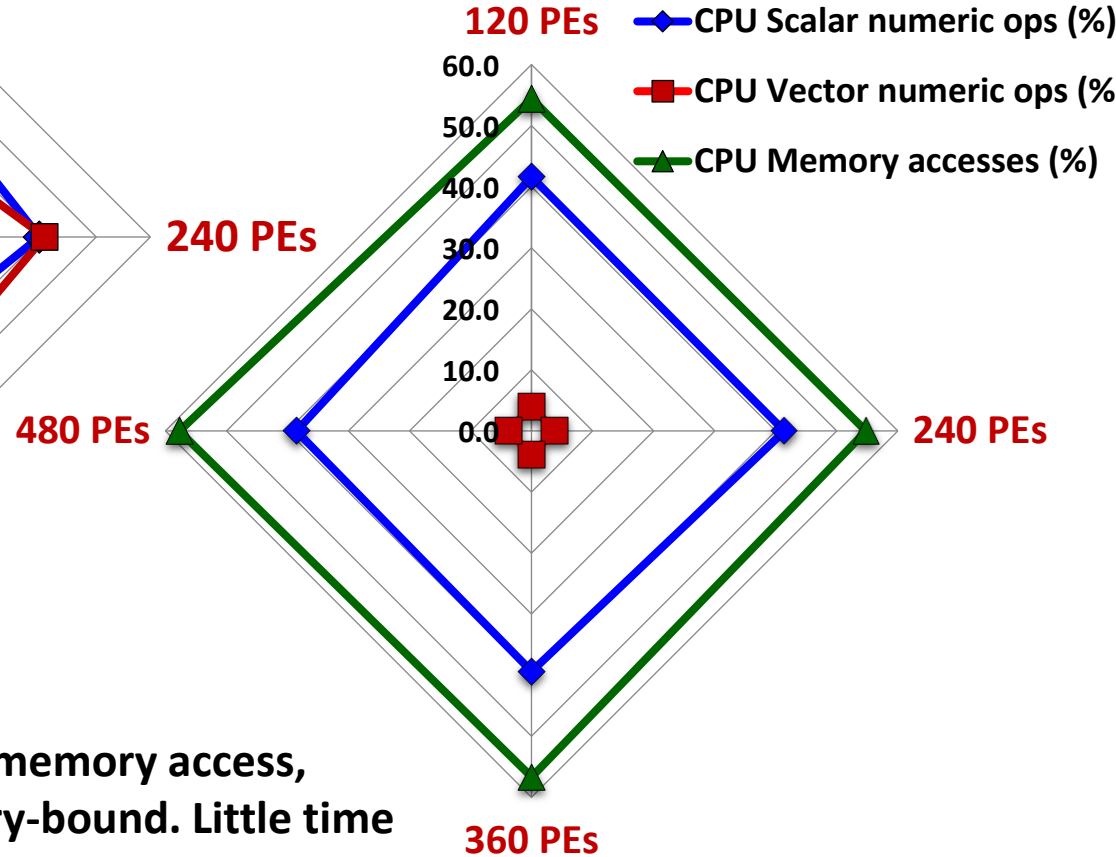 120 PEs
CPU Scalar numeric ops (%)
CPU Vector numeric ops (%
CPU Memory accesses (%)
60.0
50.0
40.0
30.0
20.0
10.0
0.0
240 PEs
480 PEs
240 PEs
360 PEs
memory access,
ry-bound. Little time